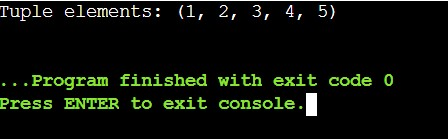 Tuple elements: (1, 2, 3, 4, 5)
...Program finished with exit code 0
Press ENTER to exit console.